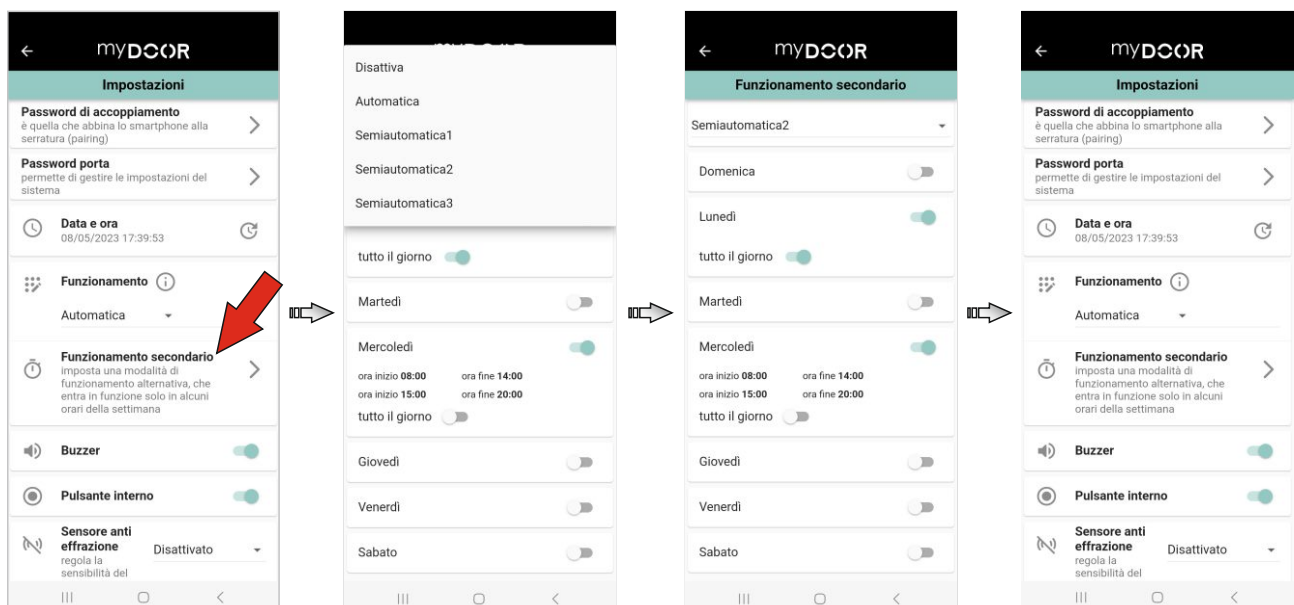 myDOOR
Impostazioni
Password di accoppiamento
è quella che abbina lo smartphone alla
serratura (pairing)
Password porta
permette di gestire le impostazioni del
sistema
Data e ora
08/05/2023 17:39:53
Funzionamento
Automatica
Funzionamento secondario
imposta una modalità di
funzionamento alternativa, che
entra in funzione solo in alcuni
orari della settimana
Buzzer
Pulsante interno
Sensore anti
effrazione
Disattivato
regola la
sensibilità del
Disattiva
Automatica
Semiautomatica1
Semiautomatica2
Semiautomatica3
tutto il giorno
Martedì
Mercoledì
ora inizio 08:00 ora fine 14:00
ora inizio 15:00 ora fine 20:00
tutto il giorno
Giovedì
Venerdì
Sabato
myDOOR
Funzionamento secondario
Semiautomatica2
Domenica
Lunedì
tutto il giorno
Martedì
Mercoledì
ora inizio 08:00 ora fine 14:00
ora inizio 15:00 ora fine 20:00
tutto il giorno
Giovedì
Venerdì
Sabato
myDOOR
Impostazioni
Password di accoppiamento
è quella che abbina lo smartphone alla
serratura (pairing)
Password porta
permette di gestire le impostazioni del
sistema
Data e ora
08/05/2023 17:39:53
Funzionamento
Automatica
Funzionamento secondario
imposta una modalità di
funzionamento alternativa, che
entra in funzione solo in alcuni
orari della settimana
Buzzer
Pulsante interno
Sensore anti
effrazione
Disattivato
regola la
sensibilità del